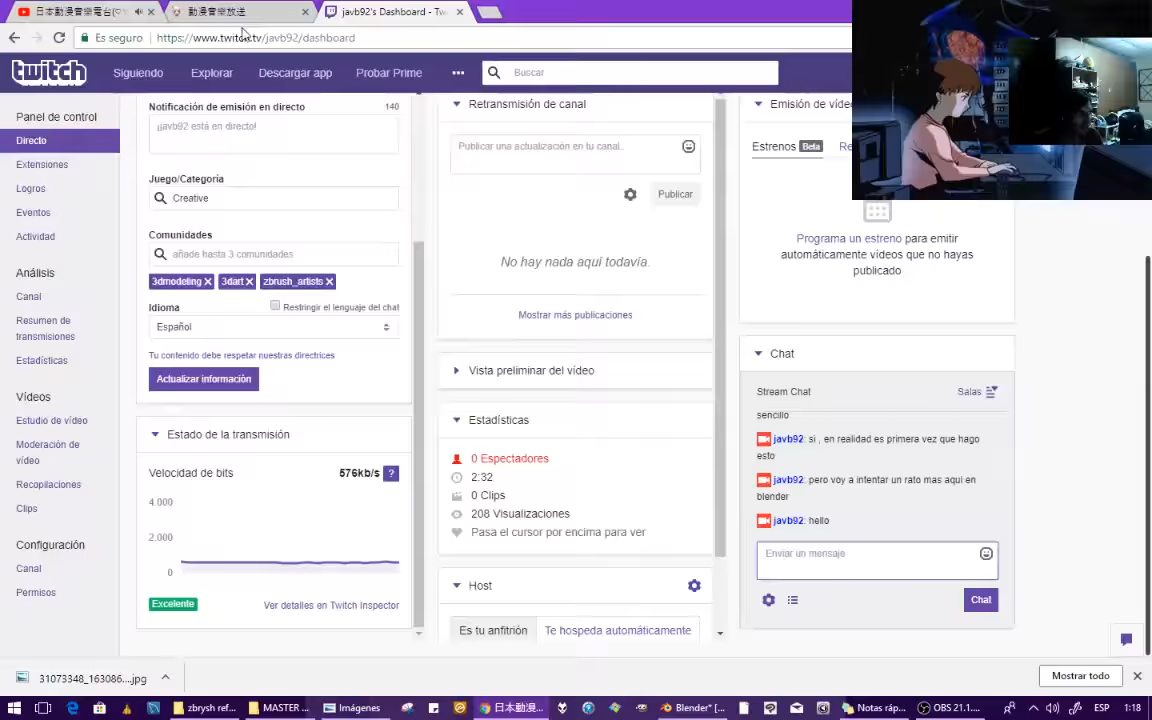 日本動漫音樂電台(♡
動漫音樂放送
javb92's Dashboard - Tw
Es seguro
https://www.twitch.tv/javb92/dashboard
twitch
Siguiendo
Explorar
Descargar app
Probar Prime
Buscar
Panel de control
Directo
Extensiones
Logros
Eventos
Actividad
Análisis
Canal
Resumen de
transmisiones
Estadísticas
Vídeos
Estudio de vídeo
Moderación de
vídeo
Recopilaciones
Clips
Configuración
Canal
Permisos
Notificación de emisión en directo
140
¡javb92 está en directo!
Juego/Categoría
Creative
Comunidades
añade hasta 3 comunidades
3dmodeling ×
3dart ×
zbrush_artists ×
Idioma
Restringir el lenguaje del chat
Español
Tu contenido debe respetar nuestras directrices
Actualizar información
Estado de la transmisión
Velocidad de bits
576kb/s
?
4.000
2.000
0
Excelente
Ver detalles en Twitch Inspector
Retransmisión de canal
Publicar una actualización en tu canal..
Publicar
No hay nada aquí todavía.
Mostrar más publicaciones
Vista preliminar del vídeo
Estadísticas
0 Espectadores
2:32
0 Clips
208 Visualizaciones
Pasa el cursor por encima para ver
Host
Es tu anfitrión
Te hospeda automáticamente
Emisión de víde
Estrenos
Beta
Re
Programa un estreno para emitir
automáticamente vídeos que no hayas
publicado
Chat
Stream Chat
Salas
sencillo
javb92: si , en realidad es primera vez que hago
esto
javb92: pero voy a intentar un rato mas aqui en
blender
javb92: hello
Enviar un mensaje
Chat
31073348_163086....jpg
Mostrar todo
zbrysh ref...
MASTER ...
Imágenes
日本動漫...
Blender* [...
Notas ráp...
OBS 21.1....
ESP
1:18